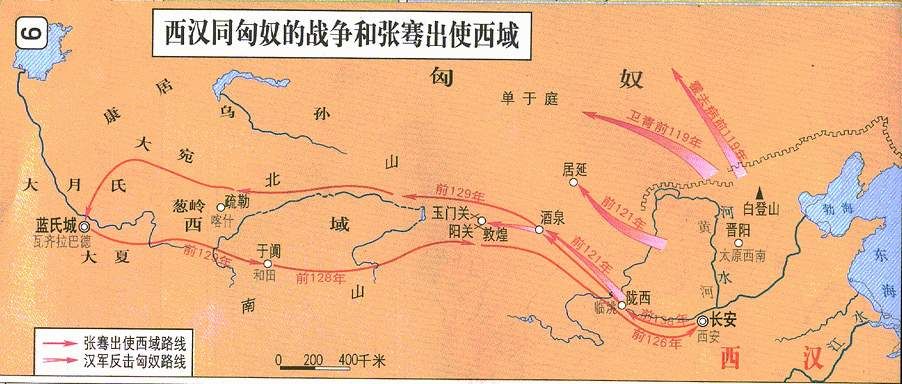 9
西汉同匈奴的战争和张骞出使西域
匈奴
单于庭
霍去病前119年
卫青前119年
康居
乌孙
大宛
北山
大月氏
葱岭
疏勒
喀什
西域
蓝氏城
瓦齐拉巴德
大夏
前129年
前128年
于阗
和田
南山
前129年
玉门关
阳关
敦煌
酒泉
居延
前121年
前121年
白登山
渤海
黄河
河水
晋阳
太原西南
东海
陇西
临洮
前138年
前126年
长安
西安
江水
西汉
张骞出使西域路线
汉军反击匈奴路线
0 200 400千米